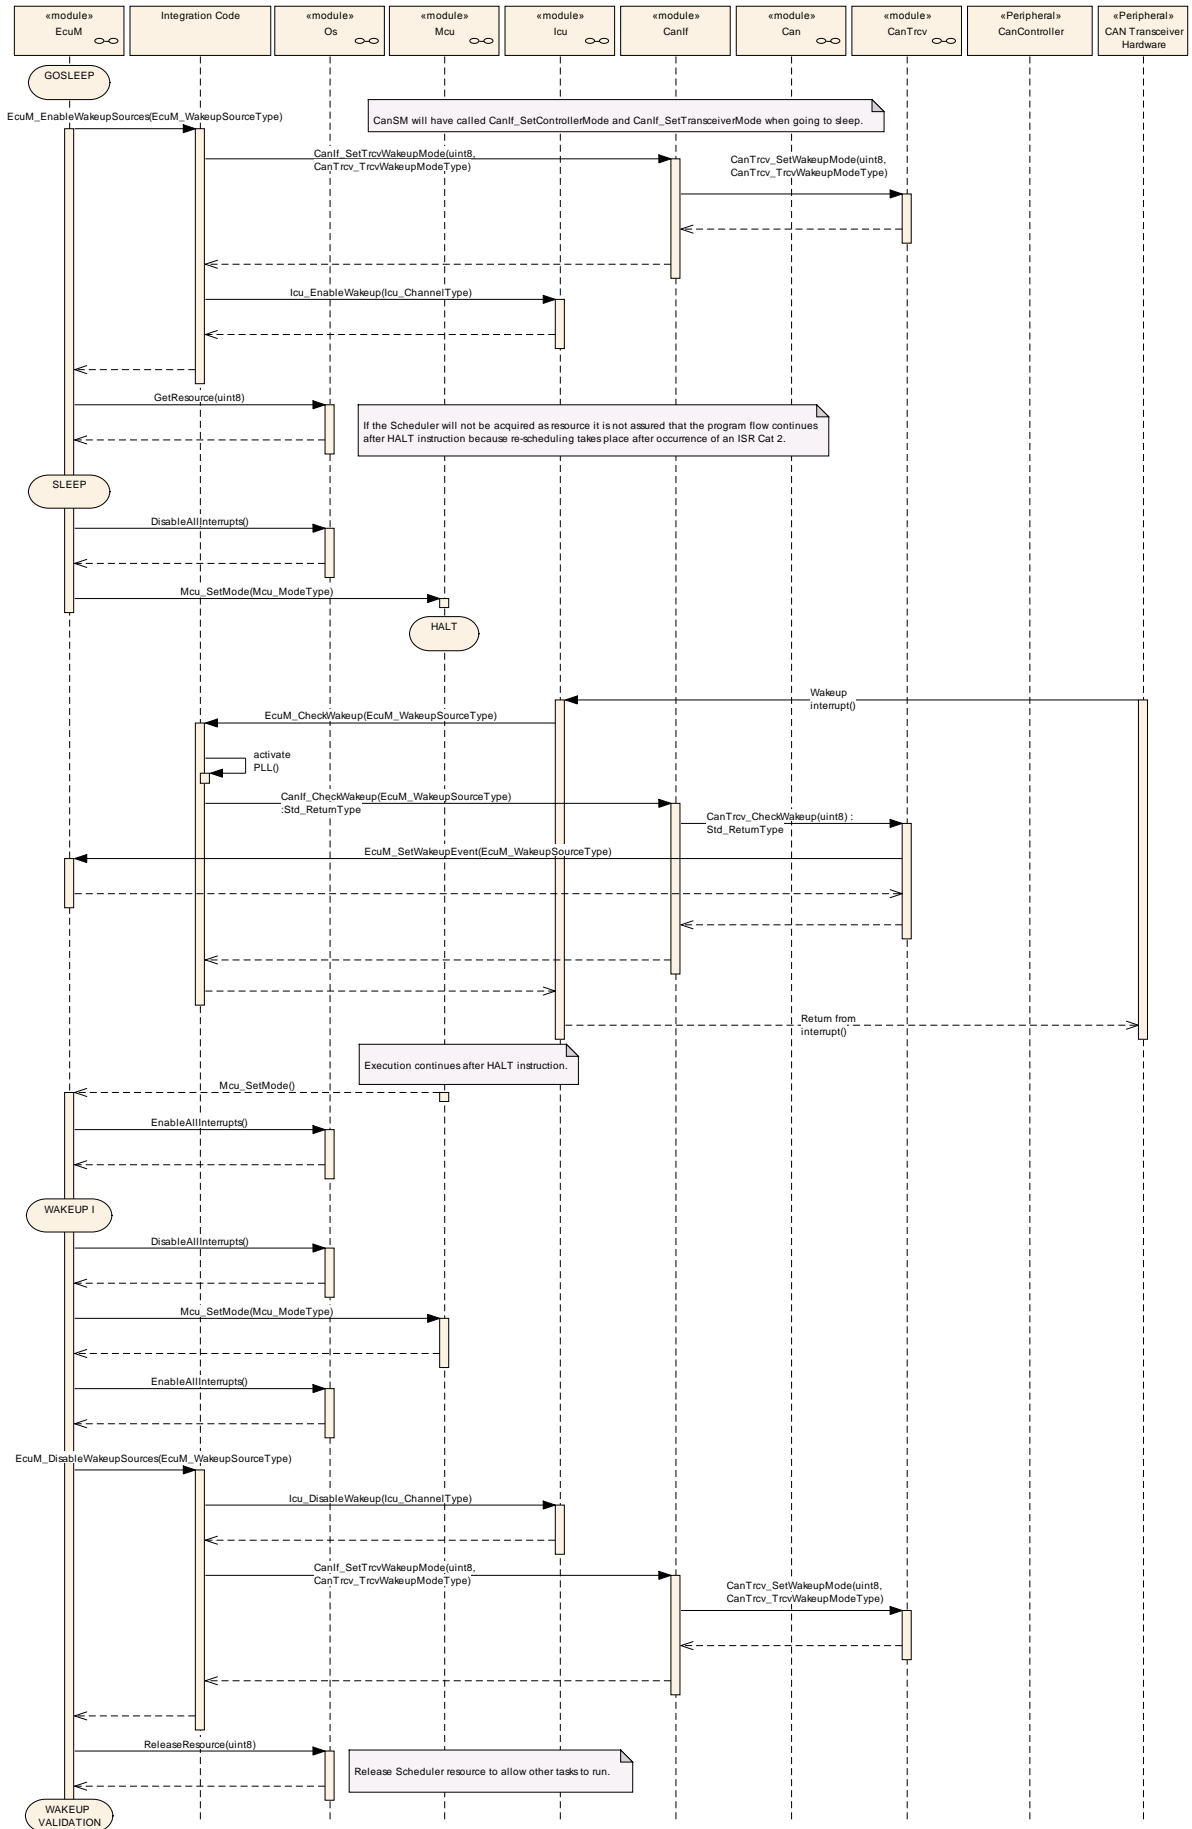 «module»
EcuM
Integration Code
«module»
Os
«module»
Mcu
«module»
Icu
«module»
CanIf
«module»
Can
«module»
CanTrcv
«Peripheral»
CanController
«Peripheral»
CAN Transceiver
Hardware
GOSLEEP
EcuM_EnableWakeupSources(EcuM_WakeupSourceType)
CanSM will have called CanIf_SetControllerMode and CanIf_SetTransceiverMode when going to sleep.
CanIf_SetTrcvWakeupMode(uint8,
CanTrcv_TrcvWakeupModeType)
CanTrcv_SetWakeupMode(uint8,
CanTrcv_TrcvWakeupModeType)
Icu_EnableWakeup(Icu_ChannelType)
GetResource(uint8)
If the Scheduler will not be acquired as resource it is not assured that the program flow continues
after HALT instruction because re-scheduling takes place after occurrence of an ISR Cat 2.
SLEEP
DisableAllInterrupts()
Mcu_SetMode(Mcu_ModeType)
HALT
Wakeup
interrupt()
EcuM_CheckWakeup(EcuM_WakeupSourceType)
activate
PLL()
CanIf_CheckWakeup(EcuM_WakeupSourceType)
:Std_ReturnType
CanTrcv_CheckWakeup(uint8) :
Std_ReturnType
EcuM_SetWakeupEvent(EcuM_WakeupSourceType)
Return from
interrupt()
Execution continues after HALT instruction.
Mcu_SetMode()
EnableAllInterrupts()
WAKEUP I
DisableAllInterrupts()
Mcu_SetMode(Mcu_ModeType)
EnableAllInterrupts()
EcuM_DisableWakeupSources(EcuM_WakeupSourceType)
Icu_DisableWakeup(Icu_ChannelType)
CanIf_SetTrcvWakeupMode(uint8,
CanTrcv_TrcvWakeupModeType)
CanTrcv_SetWakeupMode(uint8,
CanTrcv_TrcvWakeupModeType)
ReleaseResource(uint8)
Release Scheduler resource to allow other tasks to run.
WAKEUP
VALIDATION